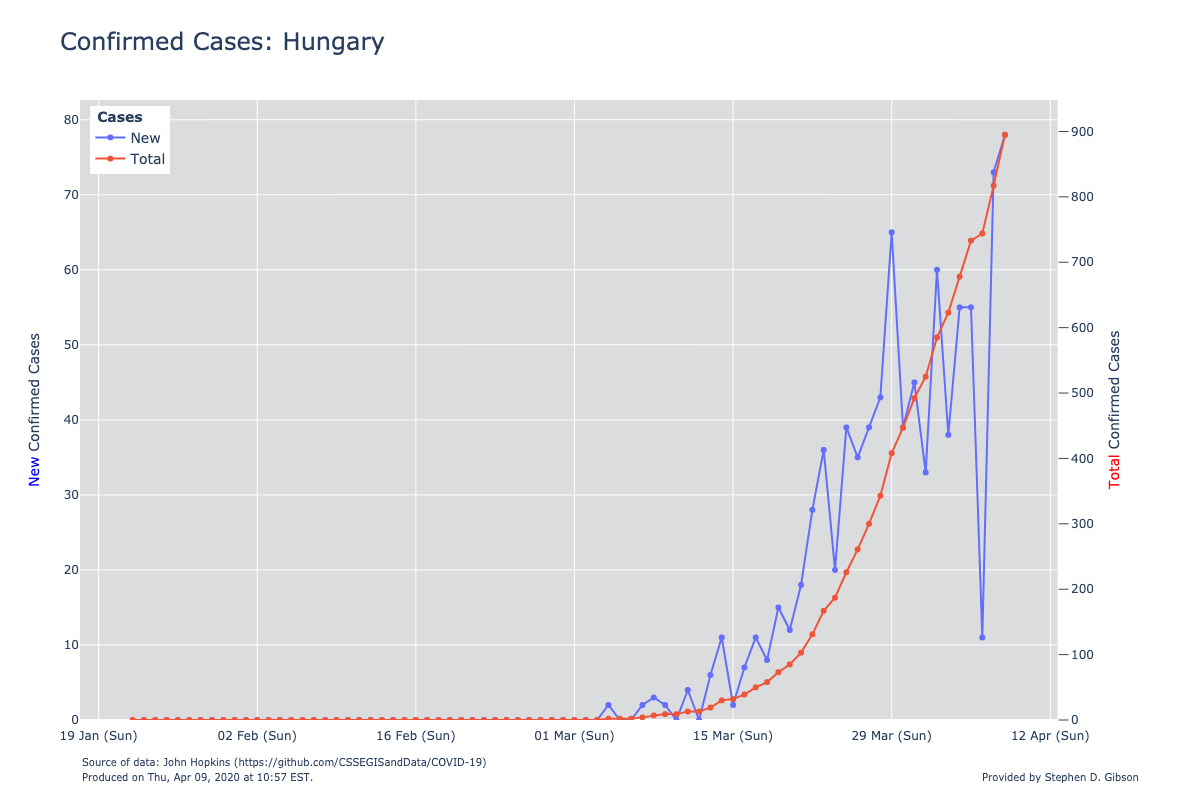 Confirmed Cases: Hungary
Cases
New
Total
80
70
60
50
40
30
20
10
0
New Confirmed Cases
900
800
700
600
500
400
300
200
100
0
Total Confirmed Cases
19 Jan (Sun) 02 Feb (Sun) 16 Feb (Sun) 01 Mar (Sun) 15 Mar (Sun) 29 Mar (Sun) 12 Apr (Sun)
Source of data: John Hopkins (https://github.com/CSSEGISandData/COVID-19)
Produced on Thu, Apr 09, 2020 at 10:57 EST.
Provided by Stephen D. Gibson